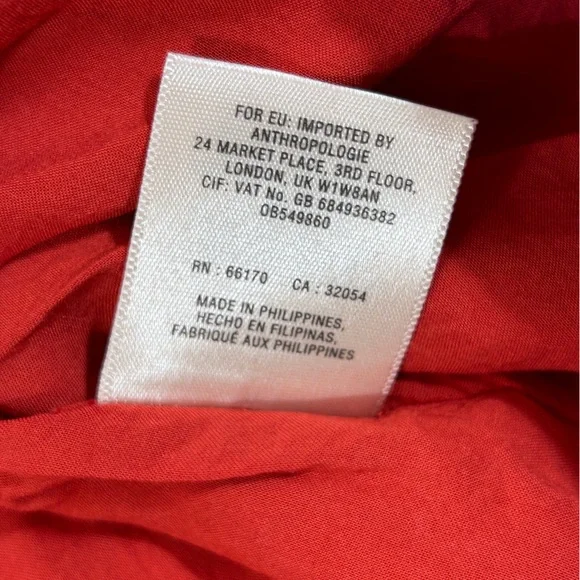 FOR EU: IMPORTED BY
ANTHROPOLOGIE
24 MARKET PLACE, 3RD FLOOR,
LONDON, UK W1W8AN
CIF: VAT No. GB 684936382
OB549860
RN : 66170 CA : 32054
MADE IN PHILIPPINES,
HECHO EN FILIPINAS,
FABRIQUÉ AUX PHILIPPINES